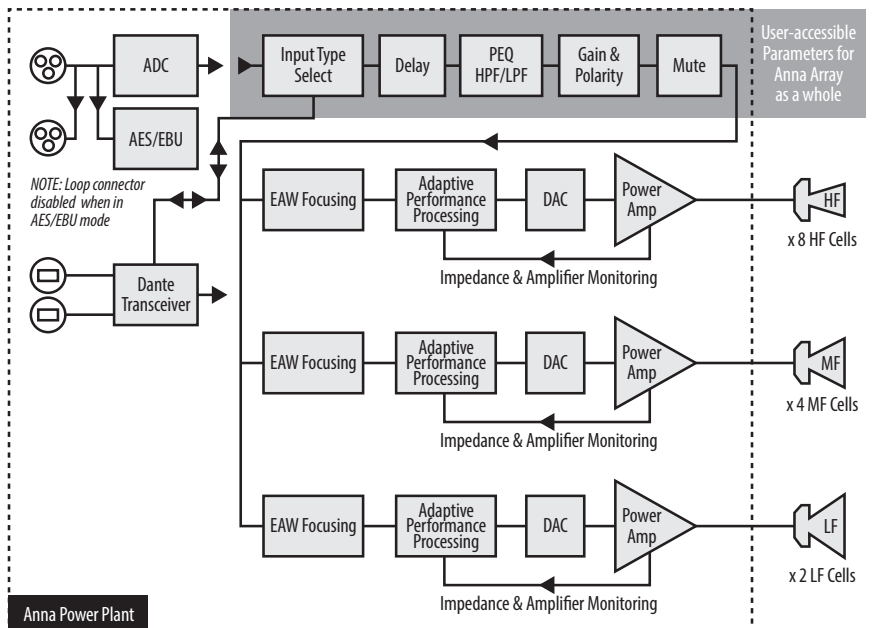 ADC
AES/EBU
NOTE: Loop connector
disabled when in
AES/EBU mode
Dante
Transceiver
Input Type
Select
Delay
PEQ
HPF/LPF
Gain &
Polarity
Mute
User-accessible
Parameters for
Anna Array
as a whole
EAW Focusing
Adaptive
Performance
Processing
DAC
Power
Amp
HF
x 8 HF Cells
Impedance & Amplifier Monitoring
EAW Focusing
Adaptive
Performance
Processing
DAC
Power
Amp
MF
x 4 MF Cells
Impedance & Amplifier Monitoring
EAW Focusing
Adaptive
Performance
Processing
DAC
Power
Amp
LF
x 2 LF Cells
Impedance & Amplifier Monitoring
Anna Power Plant